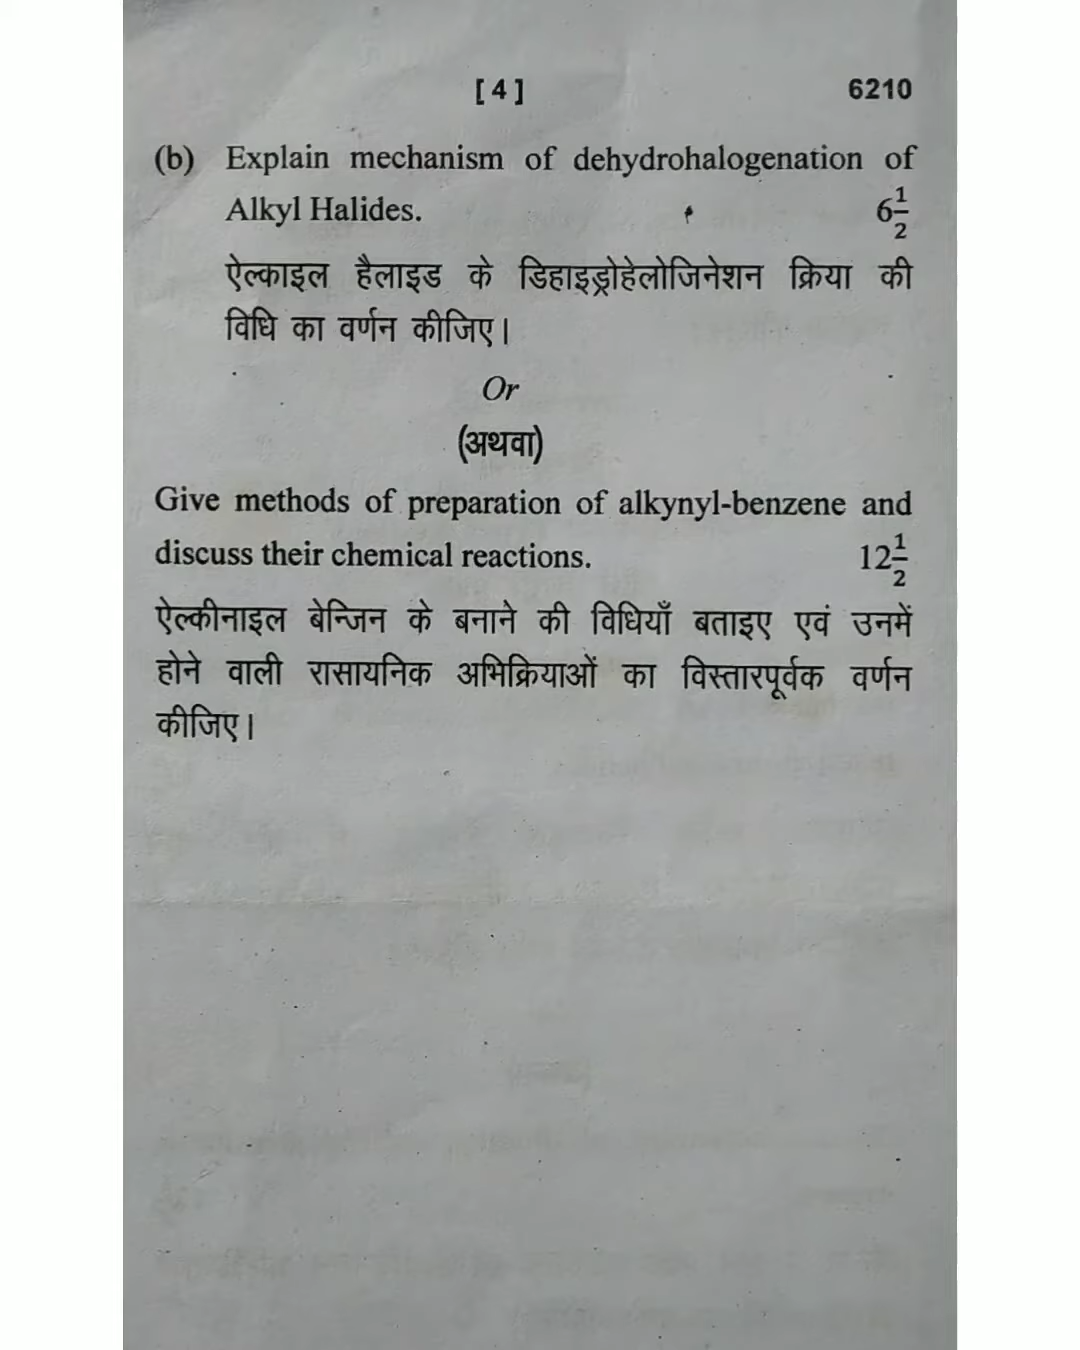 [ 4 ] 6210
(b) Explain mechanism of dehydrohalogenation of
Alkyl Halides. 6½
ऐल्काइल हैलाइड के डिहाइड्रोहेलोजिनेशन क्रिया की
विधि का वर्णन कीजिए।
Or
(अथवा)
Give methods of preparation of alkynyl-benzene and
discuss their chemical reactions. 12½
ऐल्कीनाइल बेन्जिन के बनाने की विधियाँ बताइए एवं उनमें
होने वाली रासायनिक अभिक्रियाओं का विस्तारपूर्वक वर्णन
कीजिए।